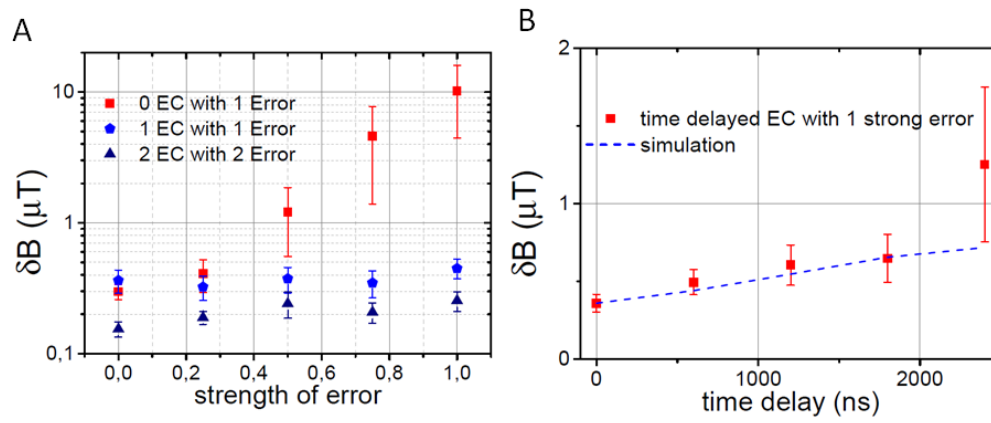 A
10
1
0,1
δB (μT)
0 EC with 1 Error
1 EC with 1 Error
2 EC with 2 Error
0,0 0,2 0,4 0,6 0,8 1,0
strength of error
B
2
1
0
δB (μT)
time delayed EC with 1 strong error
simulation
0 1000 2000
time delay (ns)